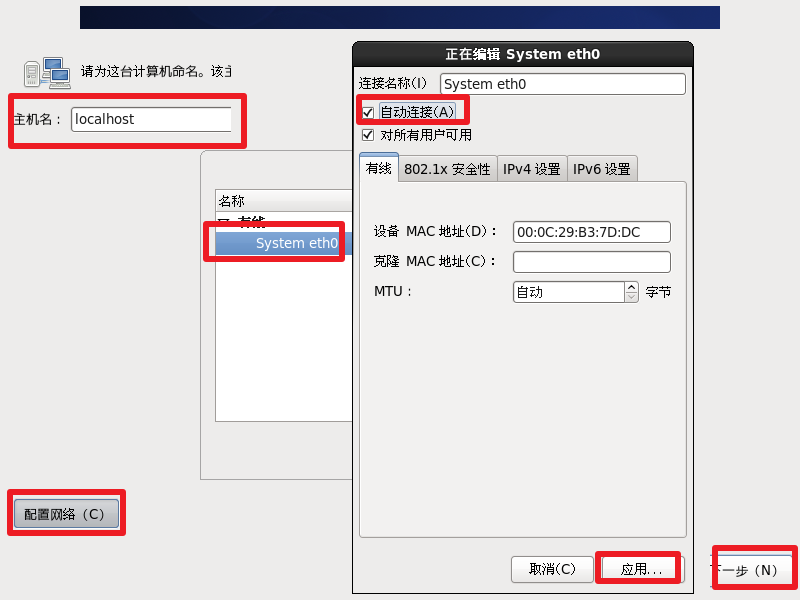 正在编辑 System eth0
请为这台计算机命名。该
连接名称(I) System eth0
自动连接(A)
主机名： localhost
对所有用户可用
有线 802.1x 安全性 IPv4 设置 IPv6 设置
名称
有线
设备 MAC 地址(D)： 00:0C:29:B3:7D:DC
System eth0
克隆 MAC 地址(C)：
MTU： 自动 字节
配置网络（C）
取消(C) 应用...
下一步（N）